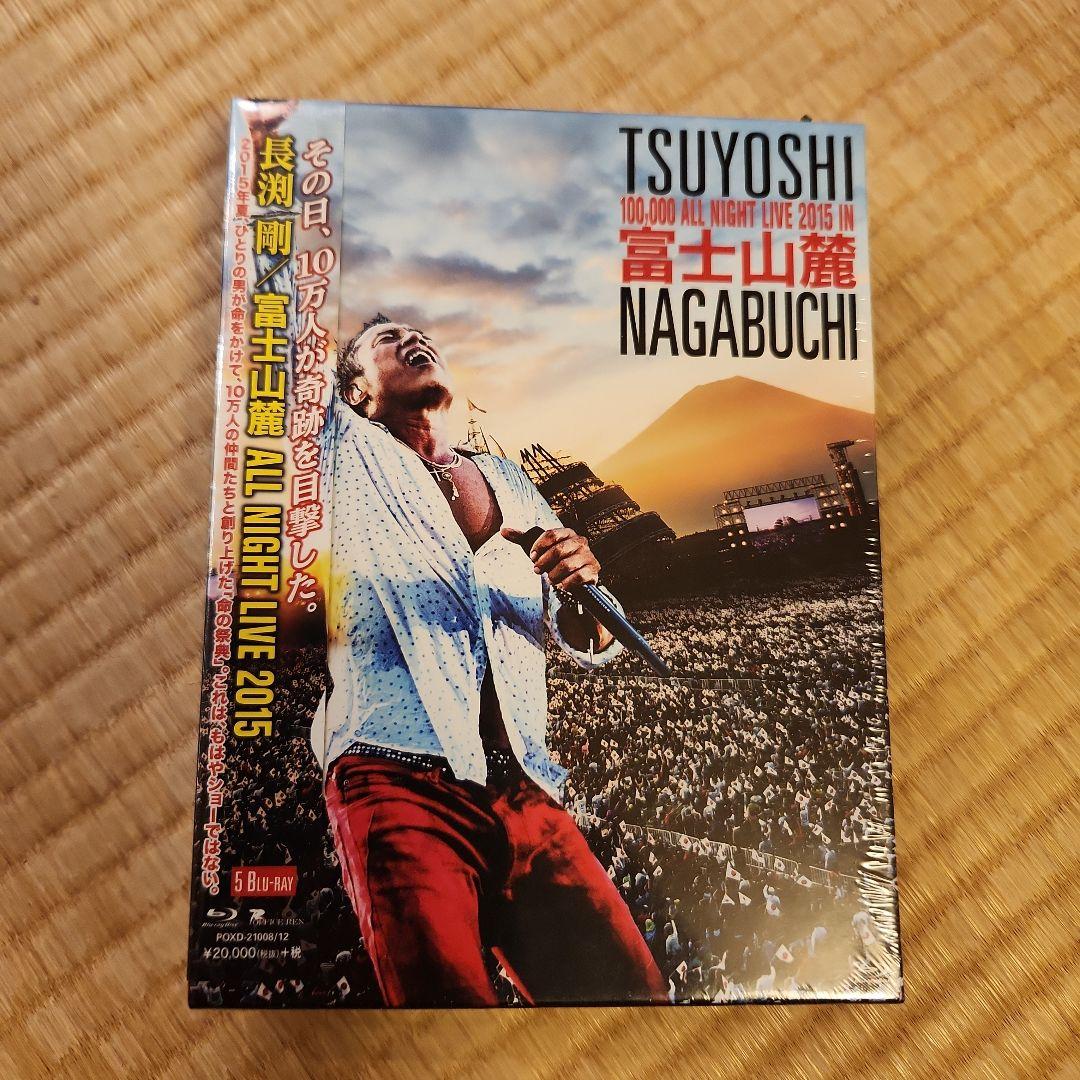 その日、10万人が奇跡を目撃した。
長渕 剛／富士山麓 ALL NIGHT LIVE 2015
2015年夏、ひとりの男が命をかけて、10万人の仲間たちと創り上げた「命の祭典」。これは、もはやショーではない。
5 BLU-RAY
Blu-ray Disc
OFFICE REN
POXD-21008/12
¥20,000(税抜)+税
TSUYOSHI
100,000 ALL NIGHT LIVE 2015 IN
富士山麓
NAGABUCHI